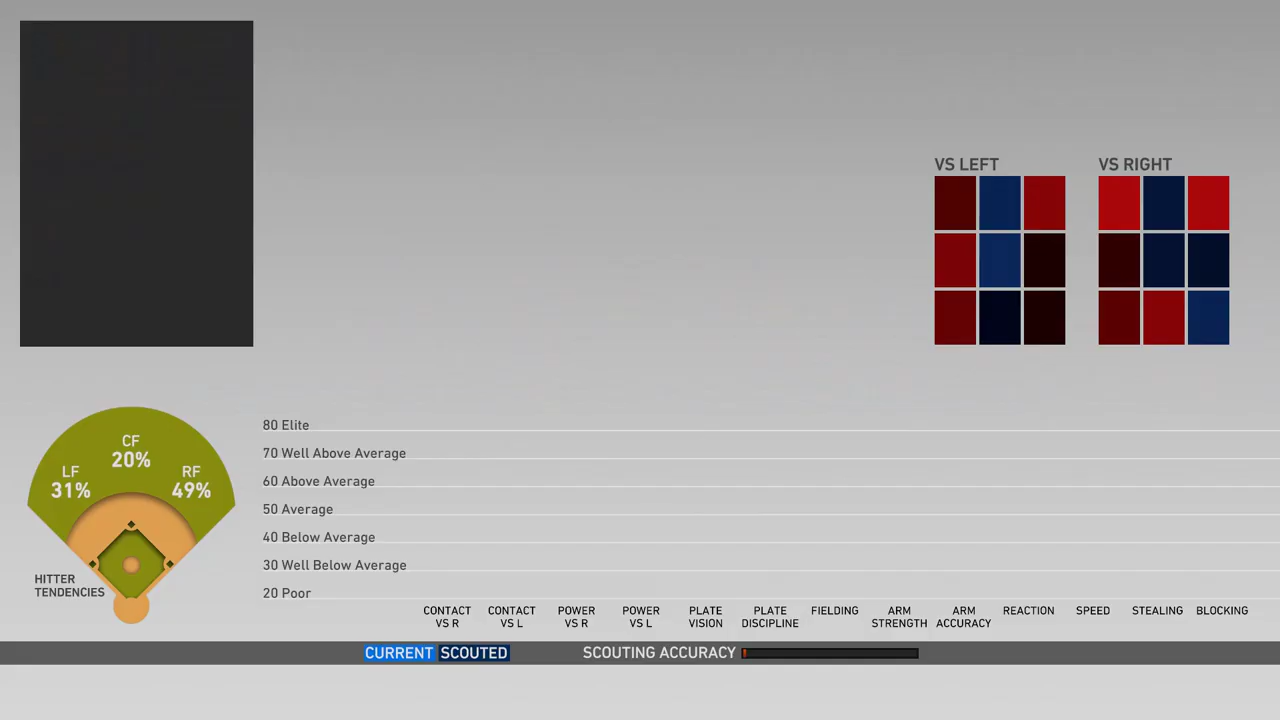 VS LEFT
VS RIGHT
CF
20%
LF
31%
RF
49%
HITTER
TENDENCIES
80 Elite
70 Well Above Average
60 Above Average
50 Average
40 Below Average
30 Well Below Average
20 Poor
CONTACT
VS R
CONTACT
VS L
POWER
VS R
POWER
VS L
PLATE
VISION
PLATE
DISCIPLINE
FIELDING
ARM
STRENGTH
ARM
ACCURACY
REACTION
SPEED
STEALING
BLOCKING
CURRENT SCOUTED
SCOUTING ACCURACY